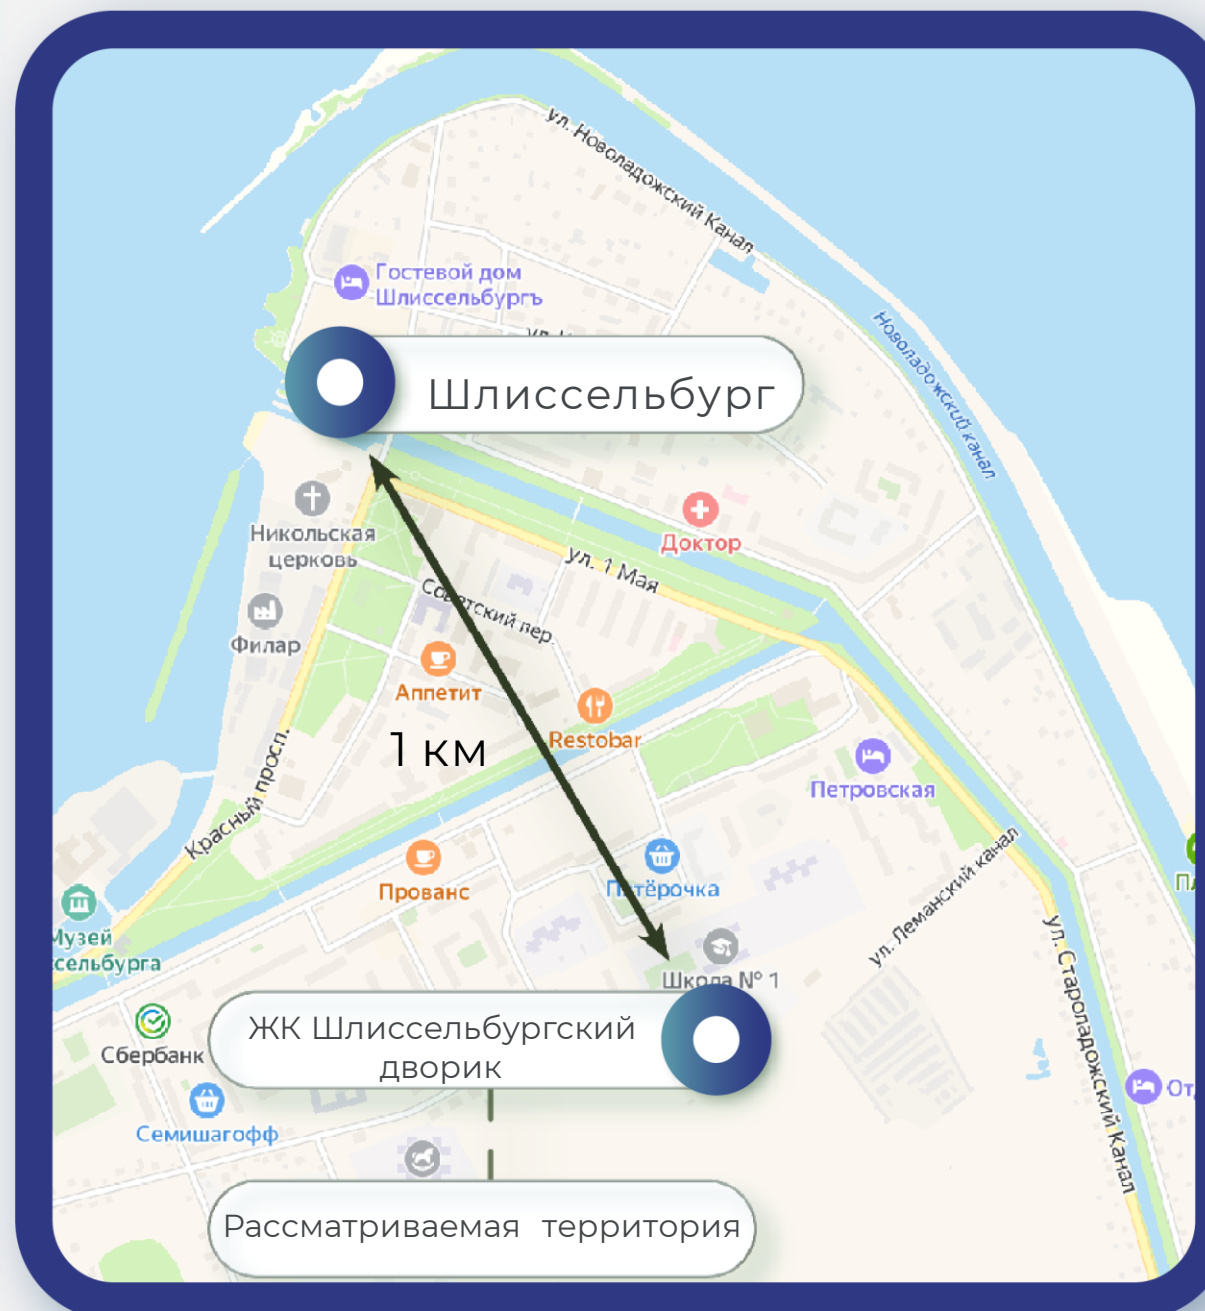 ул. Новоладожский Канал
Гостевой дом
Шлиссельбургъ
Новоладожский канал
Шлиссельбург
Никольская
церковь
Доктор
ул. 1 Мая
Советский пер.
Филар
Аппетит
Restobar
1 км
Петровская
Красный просп.
Прованс
Пятёрочка
ул. Леманский канал
Музей
ссельбурга
Школа № 1
ул. Староладожский Канал
Сбербанк
ЖК Шлиссельбургский
дворик
Семишагофф
Рассматриваемая территория